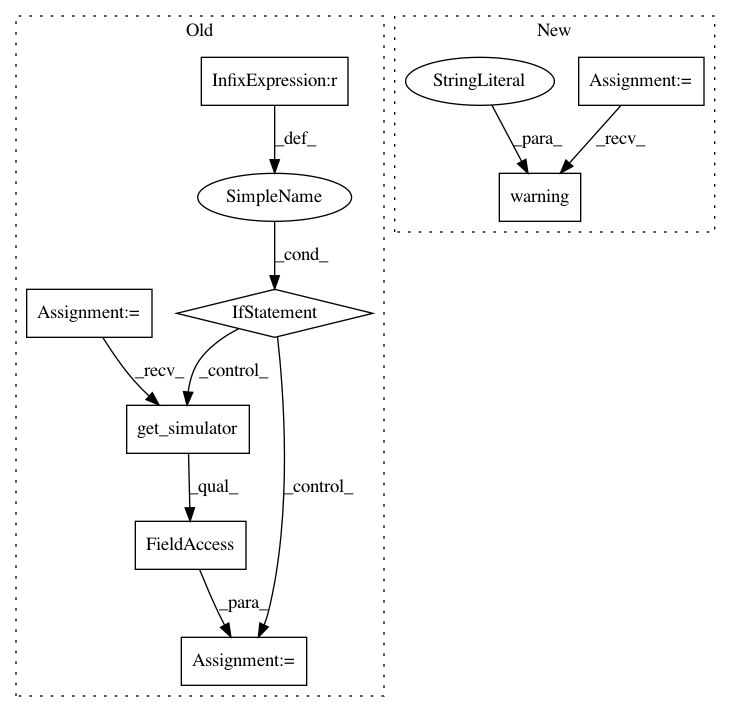 Old
New
InfixExpression:r
StringLiteral
Assignment:=
_def_
_para_
_recv_
SimpleName
warning
_cond_
Assignment:=
IfStatement
_recv_
_control_
get_simulator
_qual_
_control_
FieldAccess
_para_
Assignment:=